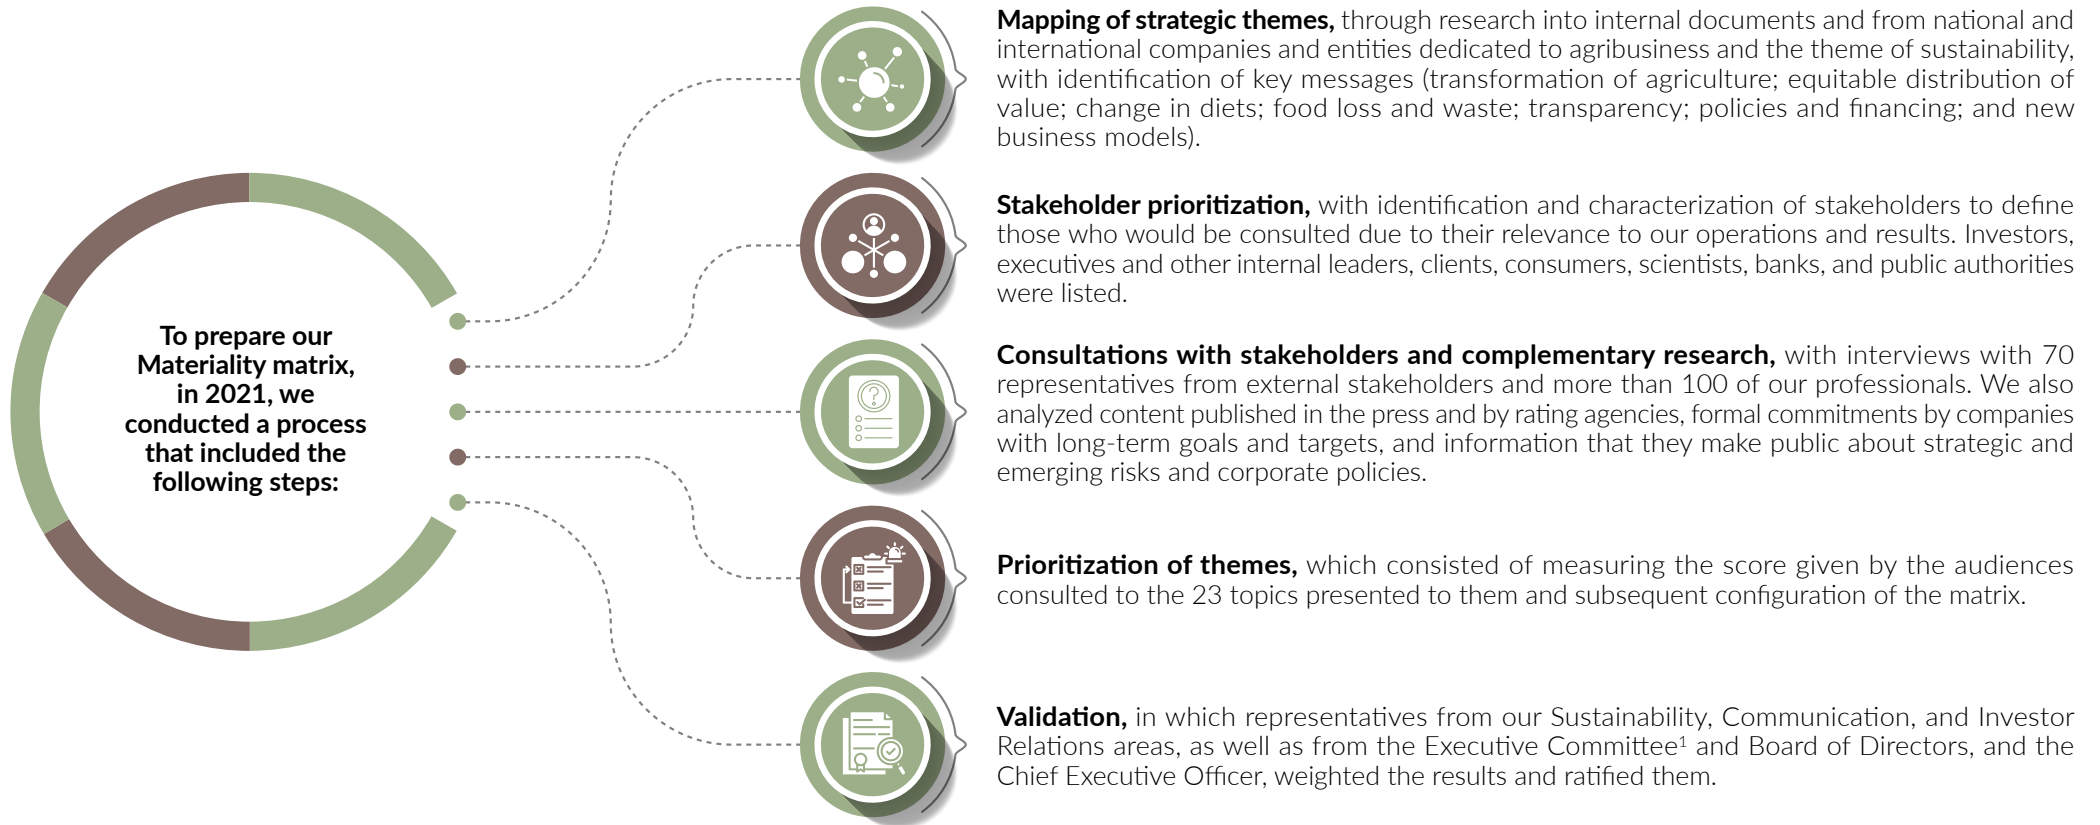 To prepare our
Materiality matrix,
in 2021, we
conducted a process
that included the
following steps:
Mapping of strategic themes, through research into internal documents and from national and
international companies and entities dedicated to agribusiness and the theme of sustainability,
with identification of key messages (transformation of agriculture; equitable distribution of
value; change in diets; food loss and waste; transparency; policies and financing; and new
business models).
Stakeholder prioritization, with identification and characterization of stakeholders to define
those who would be consulted due to their relevance to our operations and results. Investors,
executives and other internal leaders, clients, consumers, scientists, banks, and public authorities
were listed.
Consultations with stakeholders and complementary research, with interviews with 70
representatives from external stakeholders and more than 100 of our professionals. We also
analyzed content published in the press and by rating agencies, formal commitments by companies
with long-term goals and targets, and information that they make public about strategic and
emerging risks and corporate policies.
Prioritization of themes, which consisted of measuring the score given by the audiences
consulted to the 23 topics presented to them and subsequent configuration of the matrix.
Validation, in which representatives from our Sustainability, Communication, and Investor
Relations areas, as well as from the Executive Committee¹ and Board of Directors, and the
Chief Executive Officer, weighted the results and ratified them.